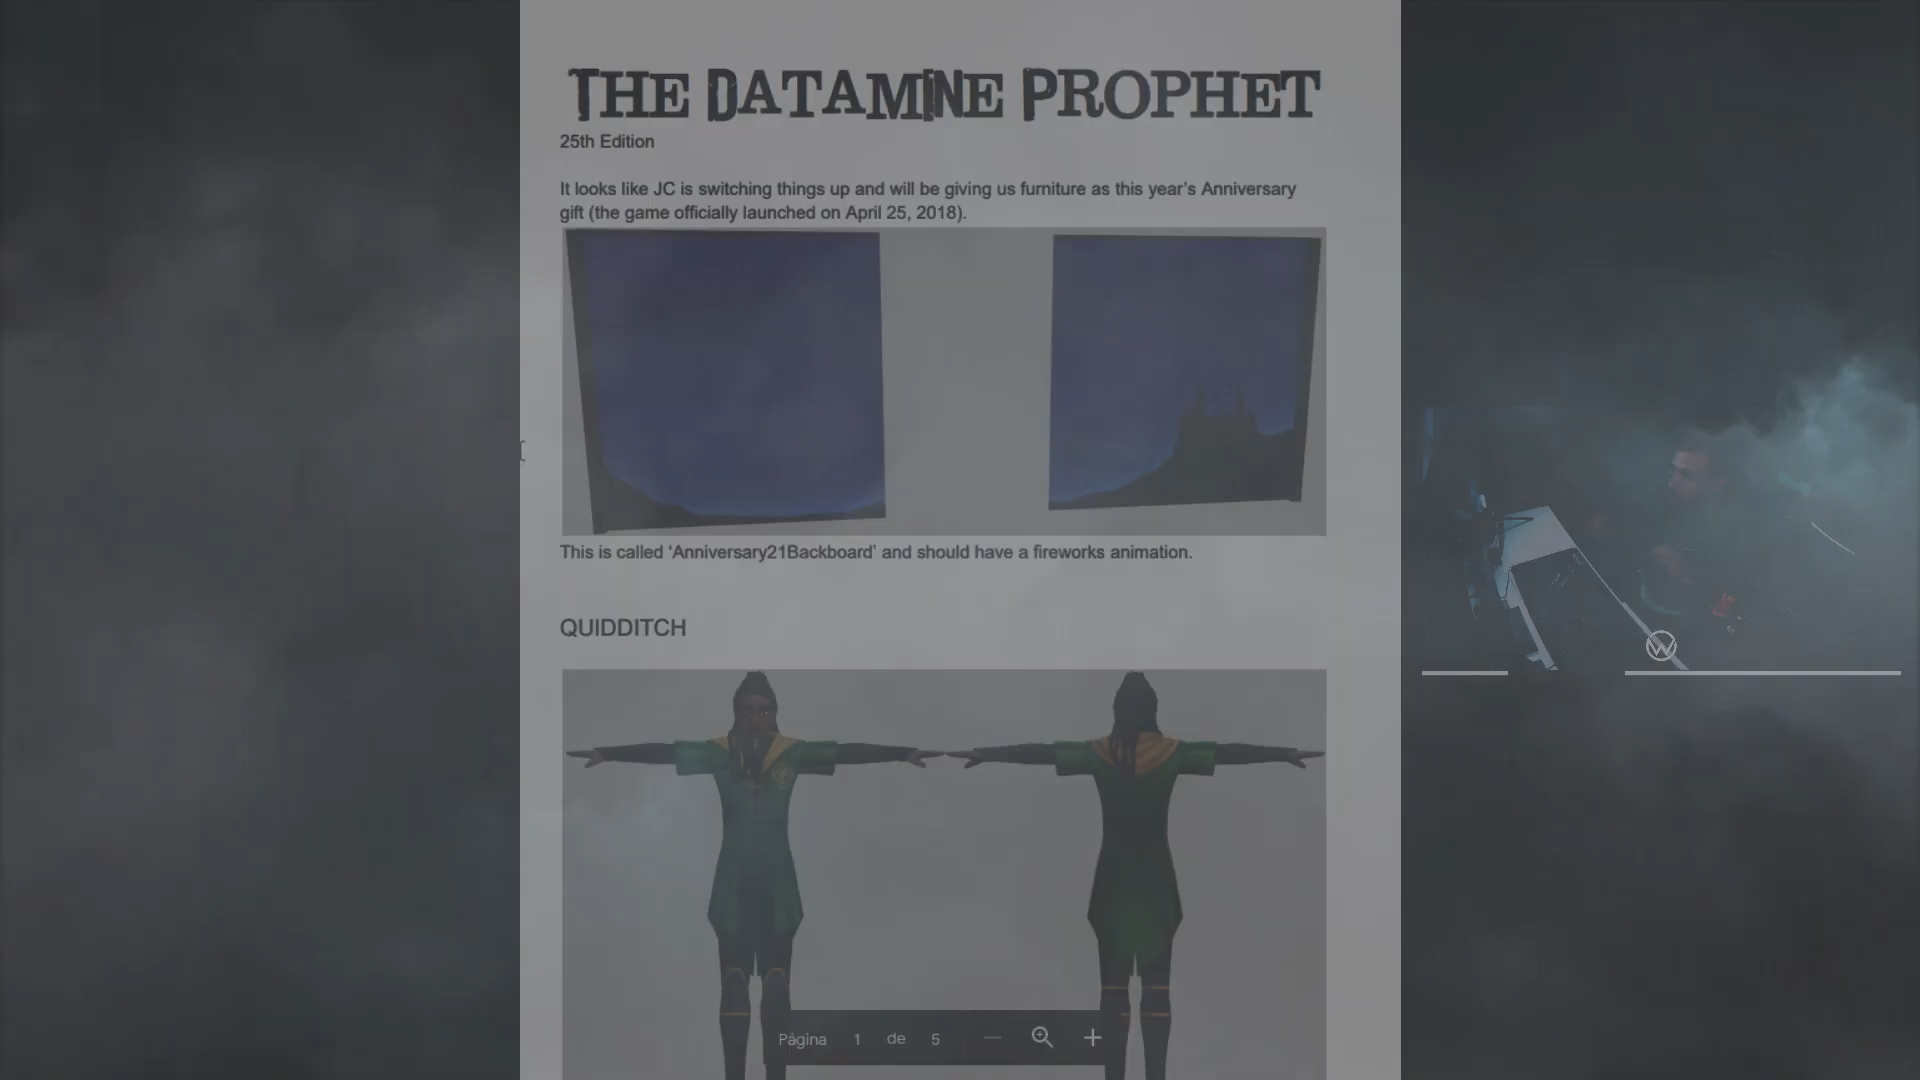 THE DATAMINE PROPHET
25th Edition
It looks like JC is switching things up and will be giving us furniture as this year's Anniversary
gift (the game officially launched on April 25, 2018).
This is called 'Anniversary21Backboard' and should have a fireworks animation.
QUIDDITCH
Página 1 de 5
W